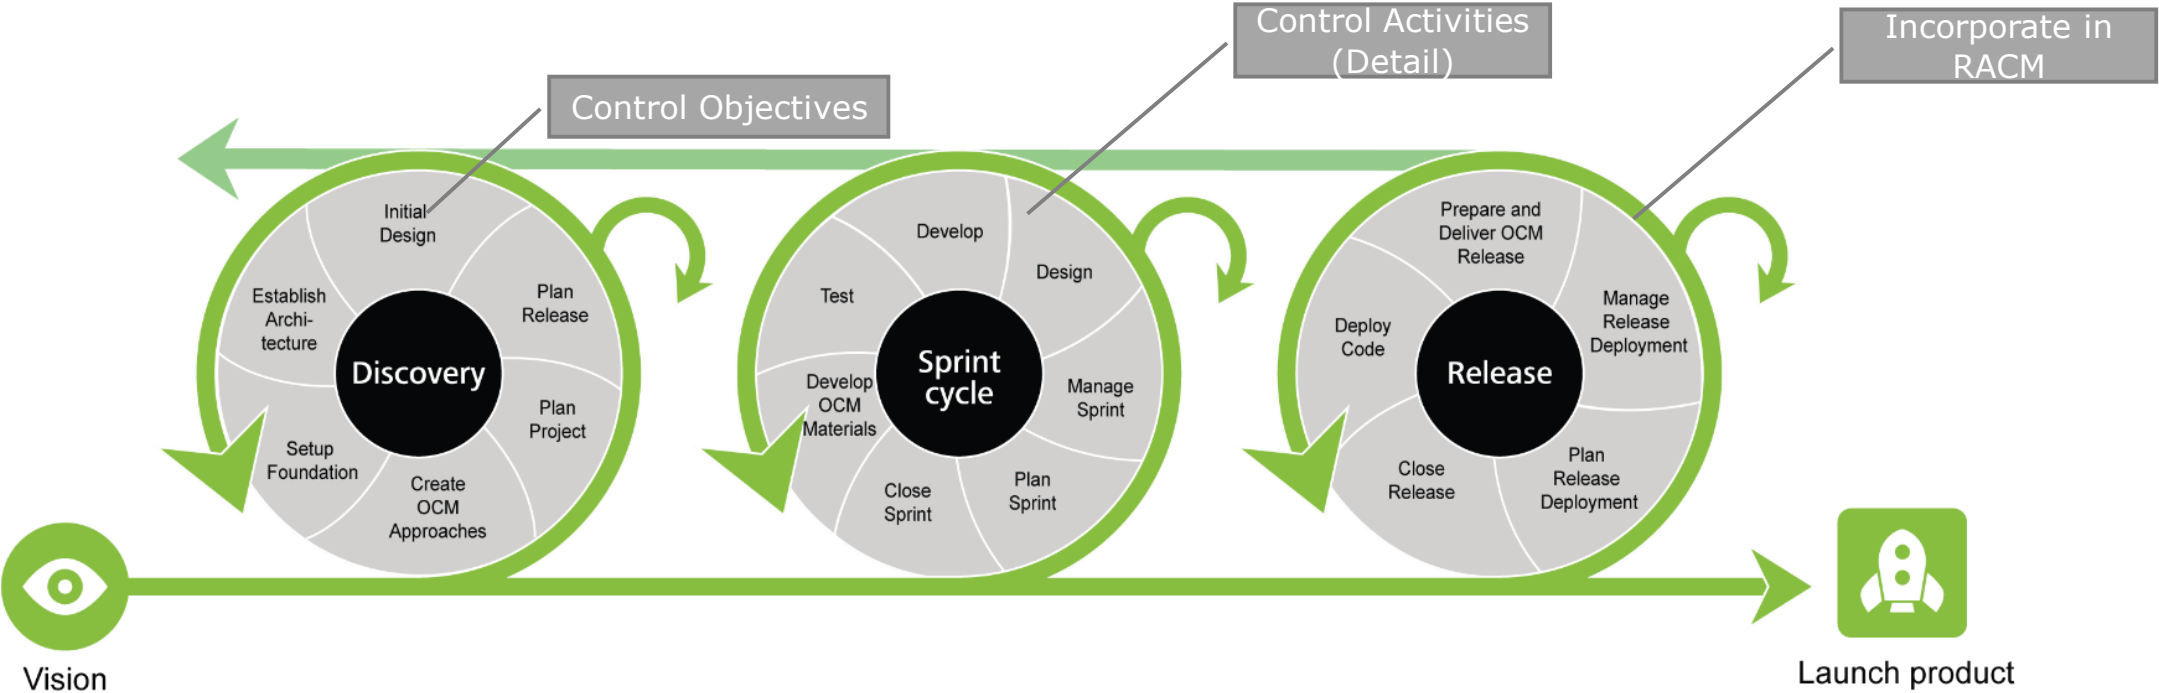 Control Objectives
Control Activities
(Detail)
Incorporate in
RACM
Initial
Design
Plan
Release
Plan
Project
Create
OCM
Approaches
Setup
Foundation
Establish
Archi-
tecture
Discovery
Develop
Design
Manage
Sprint
Plan
Sprint
Close
Sprint
Develop
OCM
Materials
Test
Sprint
cycle
Prepare and
Deliver OCM
Release
Manage
Release
Deployment
Plan
Release
Deployment
Close
Release
Deploy
Code
Release
Vision
Launch product